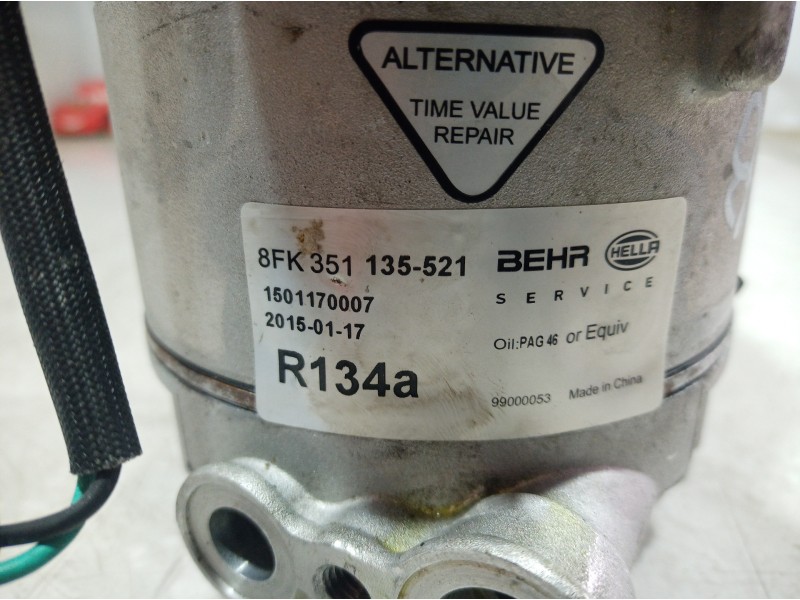 ALTERNATIVE
TIME VALUE
REPAIR
8FK 351 135-521
BEHR HELLA
SERVICE
1501170007
2015-01-17
Oil:PAG 46 or Equiv
R134a
99000053 Made in China